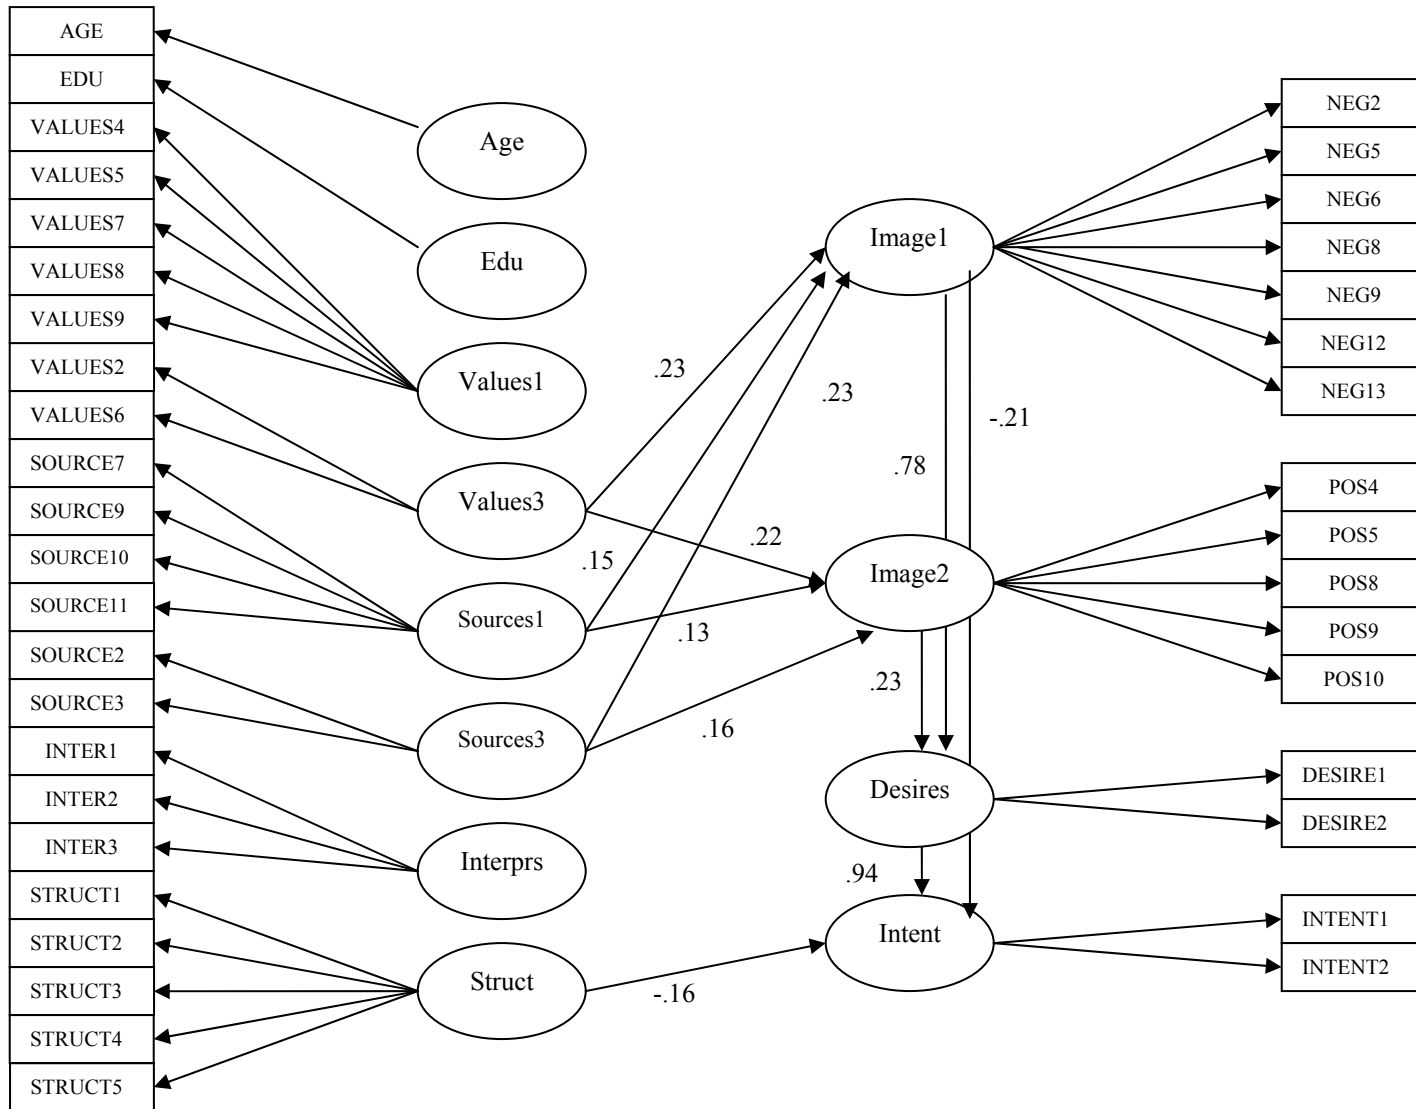 AGE
EDU
VALUES4
VALUES5
VALUES7
VALUES8
VALUES9
VALUES2
VALUES6
SOURCE7
SOURCE9
SOURCE10
SOURCE11
SOURCE2
SOURCE3
INTER1
INTER2
INTER3
STRUCT1
STRUCT2
STRUCT3
STRUCT4
STRUCT5
Age
Edu
Values1
Values3
Sources1
Sources3
Interprs
Struct
.23
.23
.15
.22
.13
.16
-.16
Image1
-.21
.78
Image2
.23
Desires
.94
Intent
NEG2
NEG5
NEG6
NEG8
NEG9
NEG12
NEG13
POS4
POS5
POS8
POS9
POS10
DESIRE1
DESIRE2
INTENT1
INTENT2